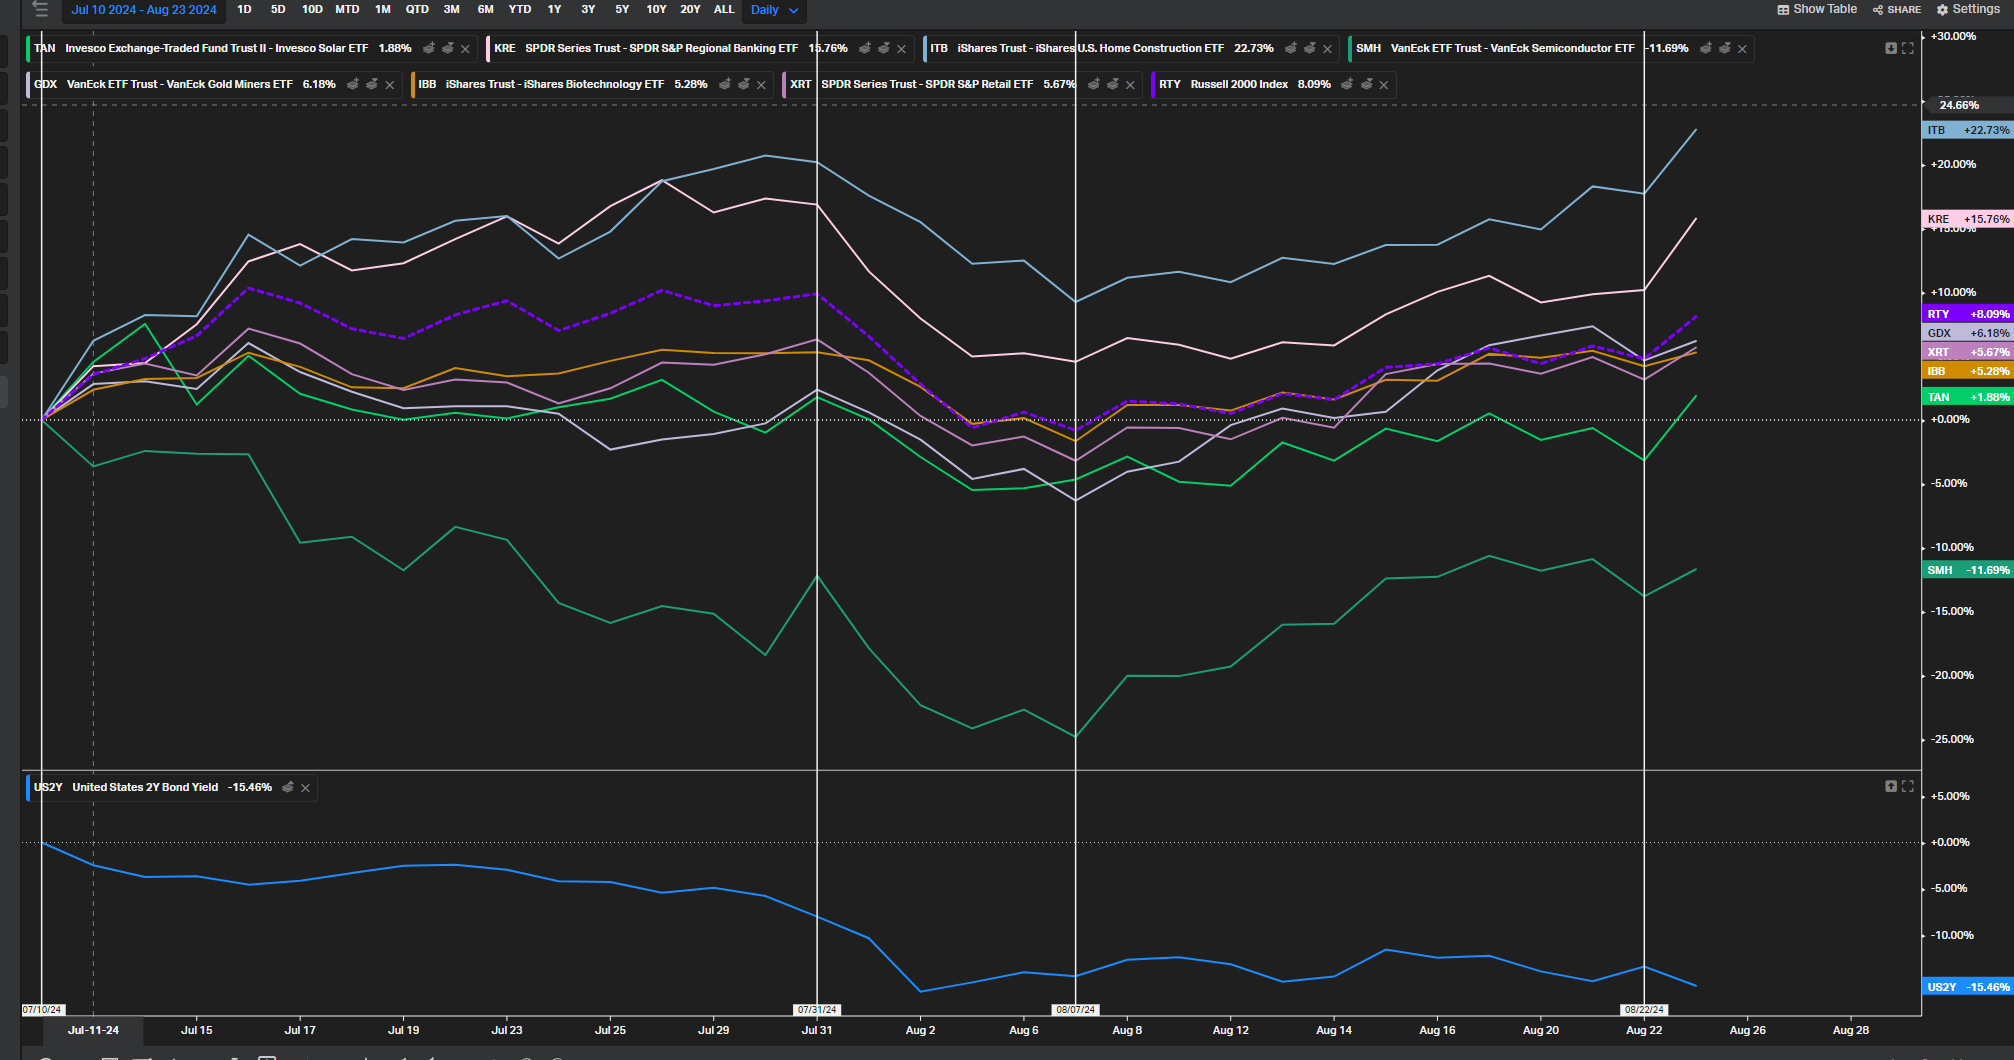 Jul 10 2024 - Aug 23 2024 1D 5D 10D MTD 1M QTD 3M 6M YTD 1Y 3Y 5Y 10Y 20Y ALL Daily Show Table SHARE Settings
TAN Invesco Exchange-Traded Fund Trust II - Invesco Solar ETF 1.88% KRE SPDR Series Trust - SPDR S&P Regional Banking ETF 15.76% ITB iShares Trust - iShares U.S. Home Construction ETF 22.73% SMH VanEck ETF Trust - VanEck Semiconductor ETF -11.69%
GDX VanEck ETF Trust - VanEck Gold Miners ETF 6.18% IBB iShares Trust - iShares Biotechnology ETF 5.28% XRT SPDR Series Trust - SPDR S&P Retail ETF 5.67% RTY Russell 2000 Index 8.09%
+30.00%
24.66%
ITB +22.73%
+20.00%
KRE +15.76%
+15.00%
+10.00%
RTY +8.09%
GDX +6.18%
XRT +5.67%
IBB +5.28%
TAN +1.88%
+0.00%
-5.00%
-10.00%
SMH -11.69%
-15.00%
-20.00%
-25.00%
US2Y United States 2Y Bond Yield -15.46%
+5.00%
+0.00%
-5.00%
-10.00%
US2Y -15.46%
07/10/24 07/31/24 08/07/24 08/22/24
Jul-11-24 Jul 15 Jul 17 Jul 19 Jul 23 Jul 25 Jul 29 Jul 31 Aug 2 Aug 6 Aug 8 Aug 12 Aug 14 Aug 16 Aug 20 Aug 22 Aug 26 Aug 28